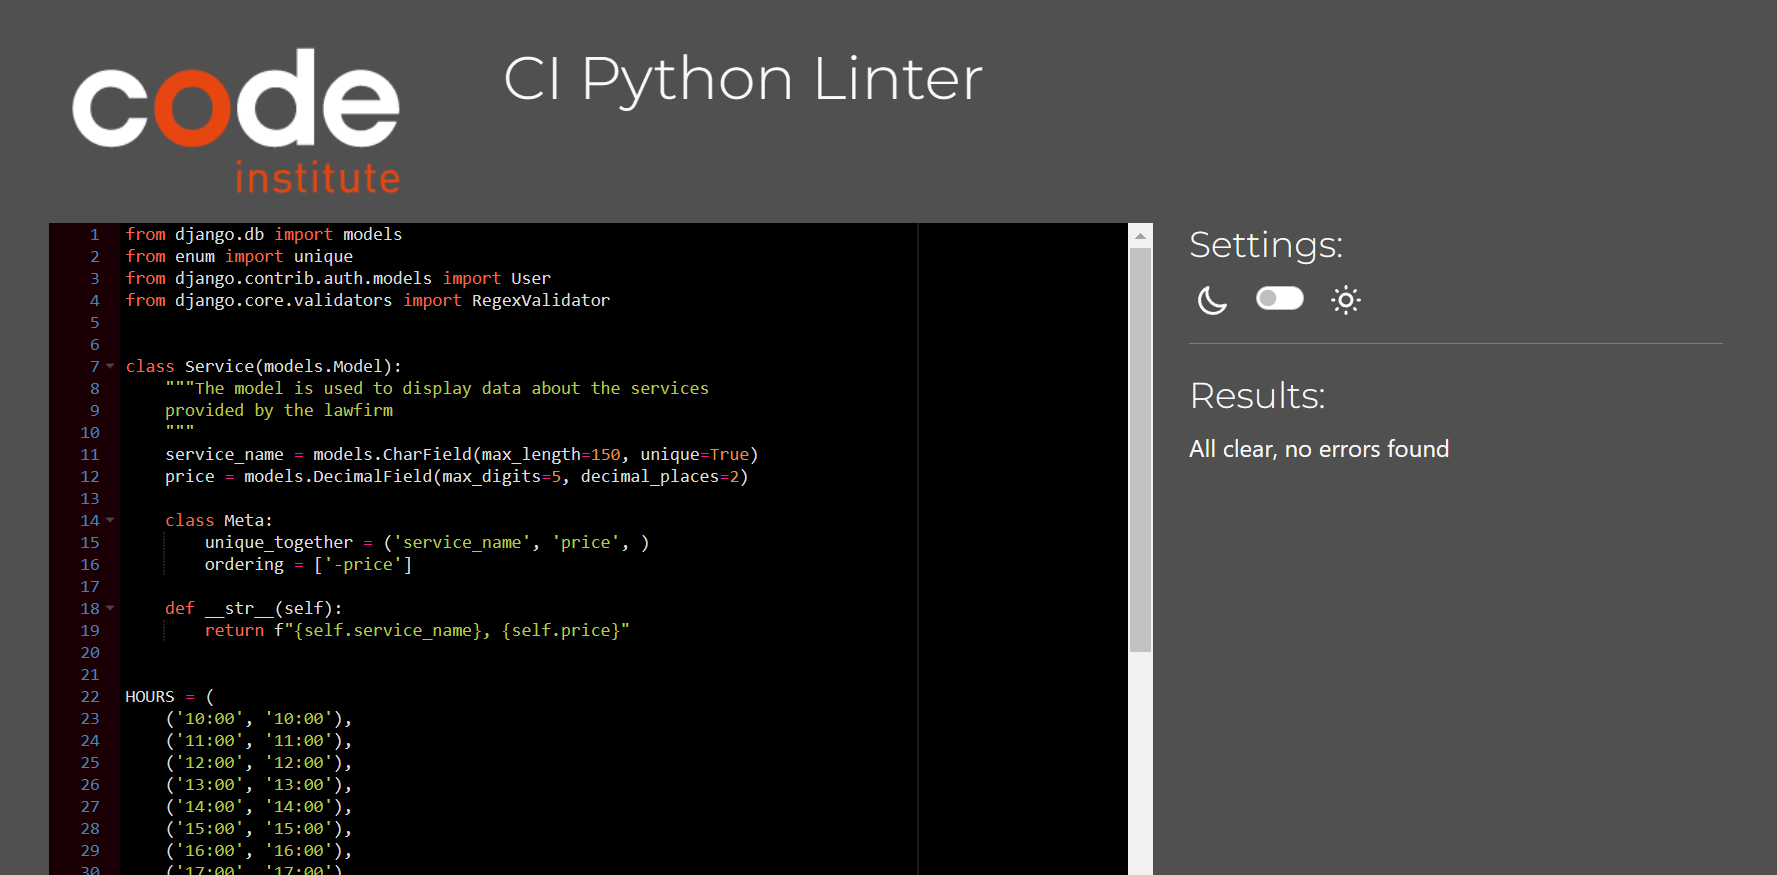 code
institute
CI Python Linter
1 from django.db import models
2 from enum import unique
3 from django.contrib.auth.models import User
4 from django.core.validators import RegexValidator
5
6
7 class Service(models.Model):
8     """The model is used to display data about the services
9     provided by the lawfirm
10     """
11     service_name = models.CharField(max_length=150, unique=True)
12     price = models.DecimalField(max_digits=5, decimal_places=2)
13
14     class Meta:
15         unique_together = ('service_name', 'price', )
16         ordering = ['-price']
17
18     def __str__(self):
19         return f"{self.service_name}, {self.price}"
20
21
22 HOURS = (
23     ('10:00', '10:00'),
24     ('11:00', '11:00'),
25     ('12:00', '12:00'),
26     ('13:00', '13:00'),
27     ('14:00', '14:00'),
28     ('15:00', '15:00'),
29     ('16:00', '16:00'),
30     ('17:00', '17:00')
Settings:
Results:
All clear, no errors found